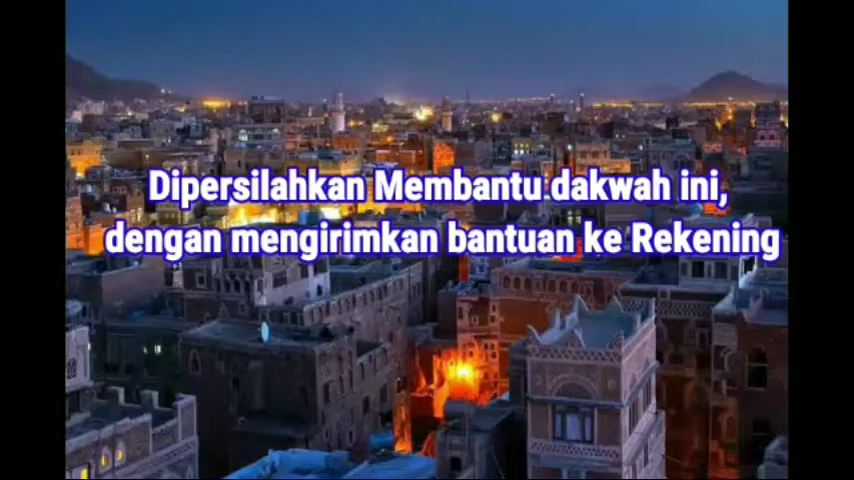 Dipersilahkan Membantu dakwah ini,
dengan mengirimkan bantuan ke Rekening